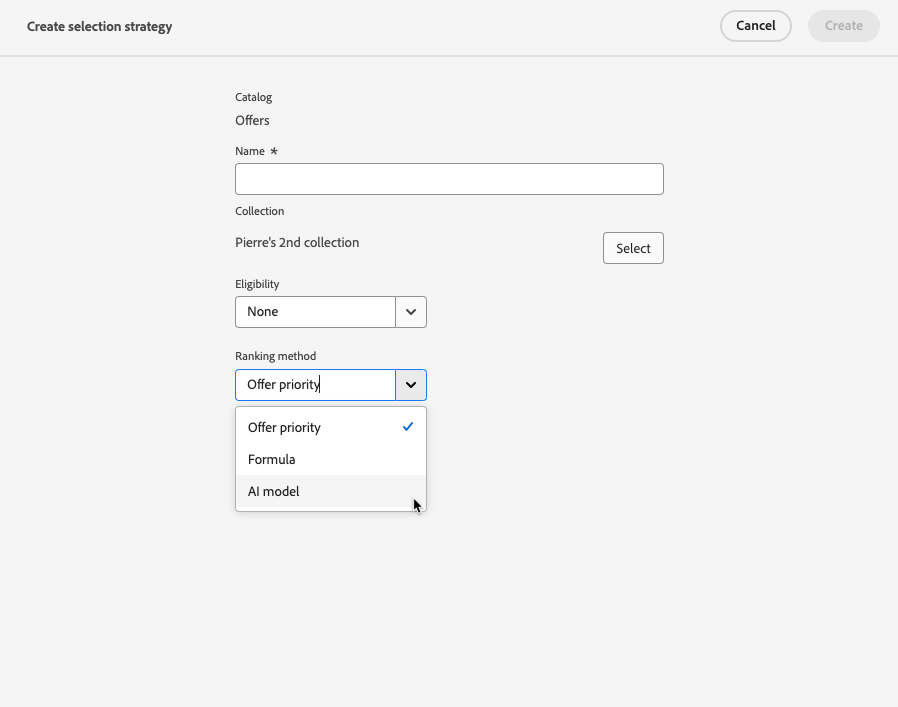 Create selection strategy
Cancel
Create
Catalog
Offers
Name *
Collection
Pierre's 2nd collection
Select
Eligibility
None
Ranking method
Offer priority
Offer priority
Formula
AI model